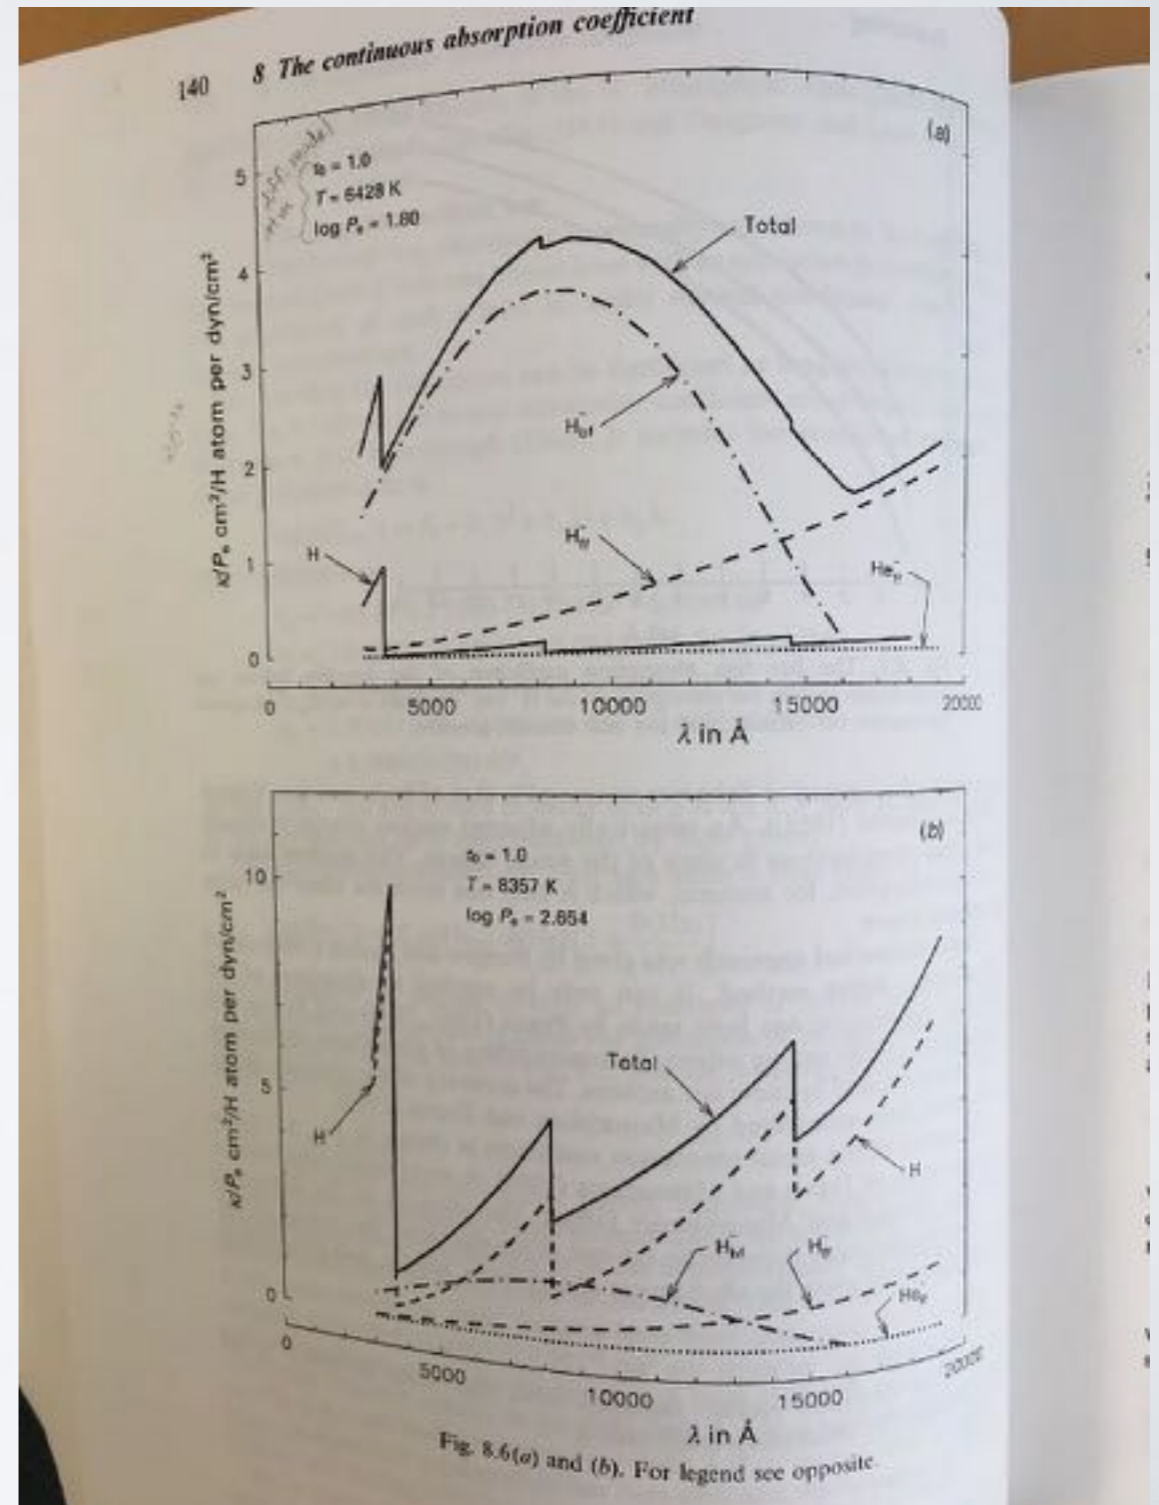 140 8 The continuous absorption coefficient
(a)
τ₀ = 1.0
T = 6428 K
log Pₑ = 1.80
5
4
3
2
1
0
κ/Pₑ cm²/H atom per dyn/cm²
Total
H⁻bf
H⁻ff
H
He⁻ff
0 5000 10000 15000 20000
λ in Å
(b)
τ₀ = 1.0
T = 8357 K
log Pₑ = 2.654
10
5
0
κ/Pₑ cm²/H atom per dyn/cm²
Total
H
H
H⁻bf
H⁻ff
He⁻ff
0 5000 10000 15000 20000
λ in Å
Fig. 8.6(a) and (b). For legend see opposite.